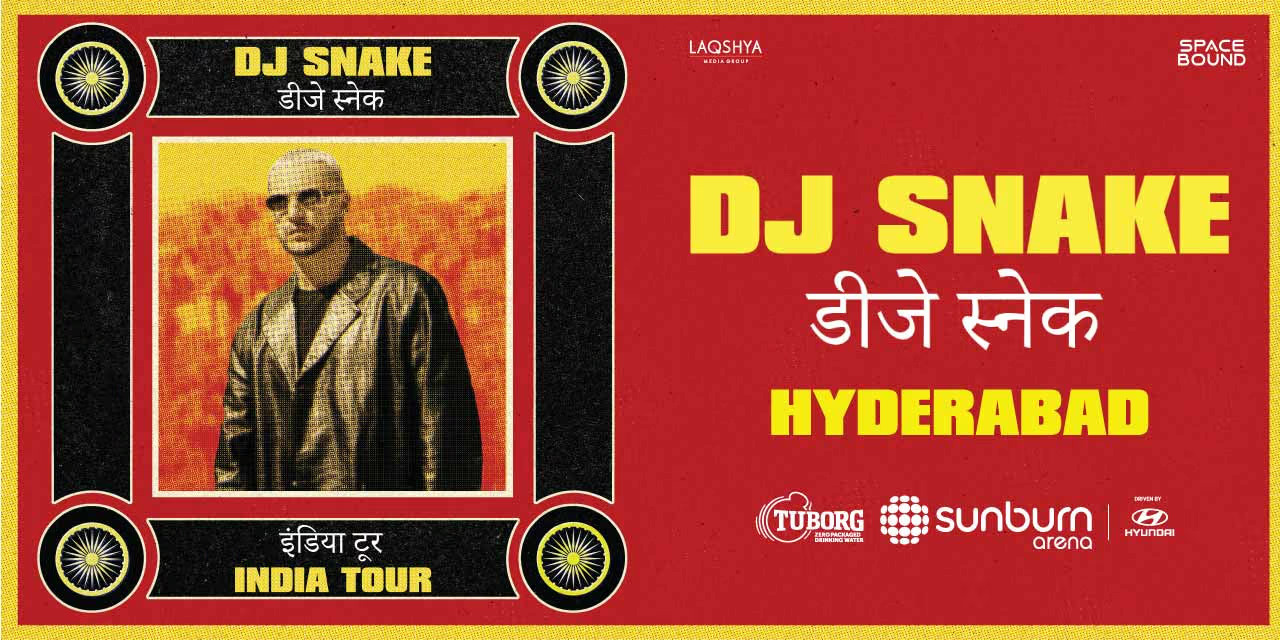 DJ SNAKE
डीजे स्नेक
इंडिया टूर
INDIA TOUR
LAQSHYA
MEDIA GROUP
SPACE
BOUND
DJ SNAKE
डीजे स्नेक
HYDERABAD
TUBORG
ZERO PACKAGED
DRINKING WATER
sunburn
arena
DRIVEN BY
HYUNDAI